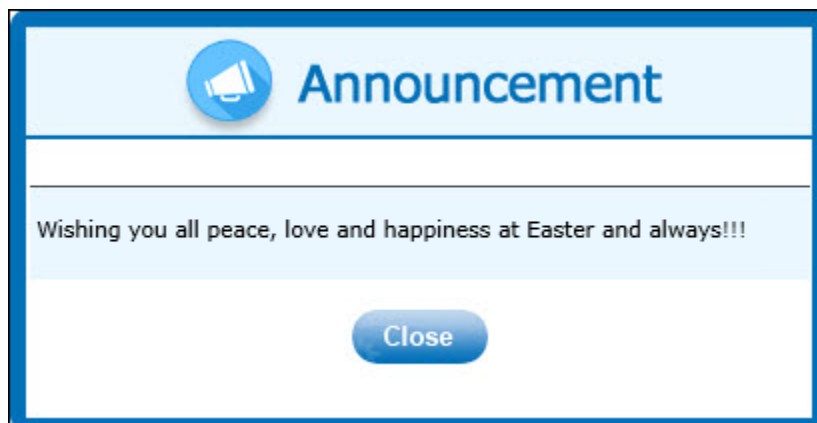 Announcement
Wishing you all peace, love and happiness at Easter and always!!!
Close